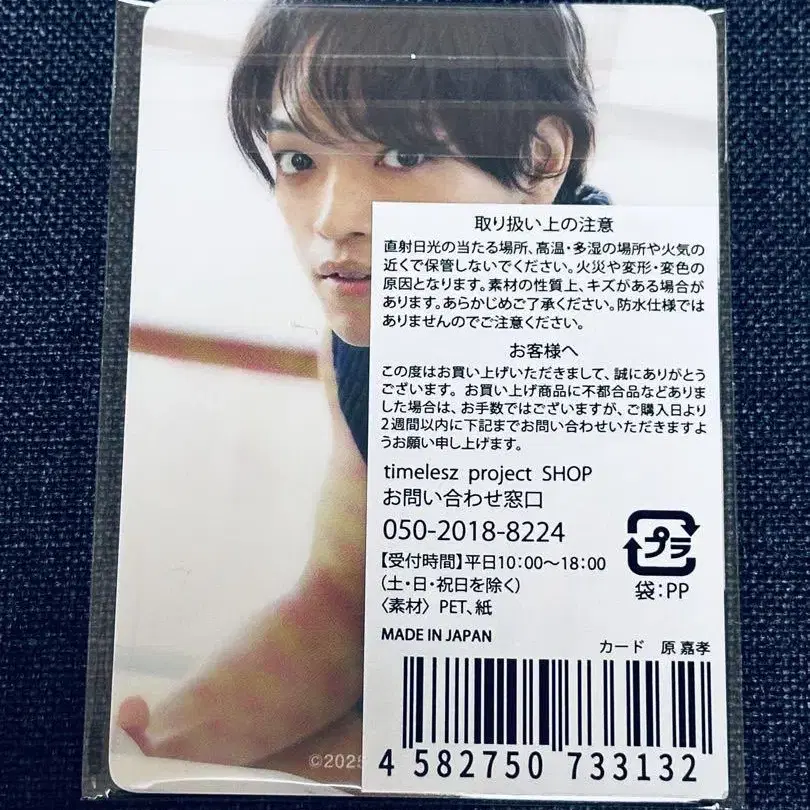 取り扱い上の注意
直射日光の当たる場所、高温・多湿の場所や火気の
近くで保管しないでください。火災や変形・変色の
原因となります。素材の性質上、キズがある場合が
あります。あらかじめご了承ください。防水仕様では
ありませんのでご注意ください。
お客様へ
この度はお買い上げいただきまして、誠にありがとう
ございます。お買い上げ商品に不都合品などありま
した場合は、お手数ではございますが、ご購入日より
2週間以内に下記までお問い合わせいただきますよ
うお願い申し上げます。
timelesz project SHOP
お問い合わせ窓口
050-2018-8224
【受付時間】平日10:00〜18:00
(土・日・祝日を除く)
〈素材〉PET、紙
プラ
袋:PP
MADE IN JAPAN
カード 原 嘉孝
4 582750 733132
©2025